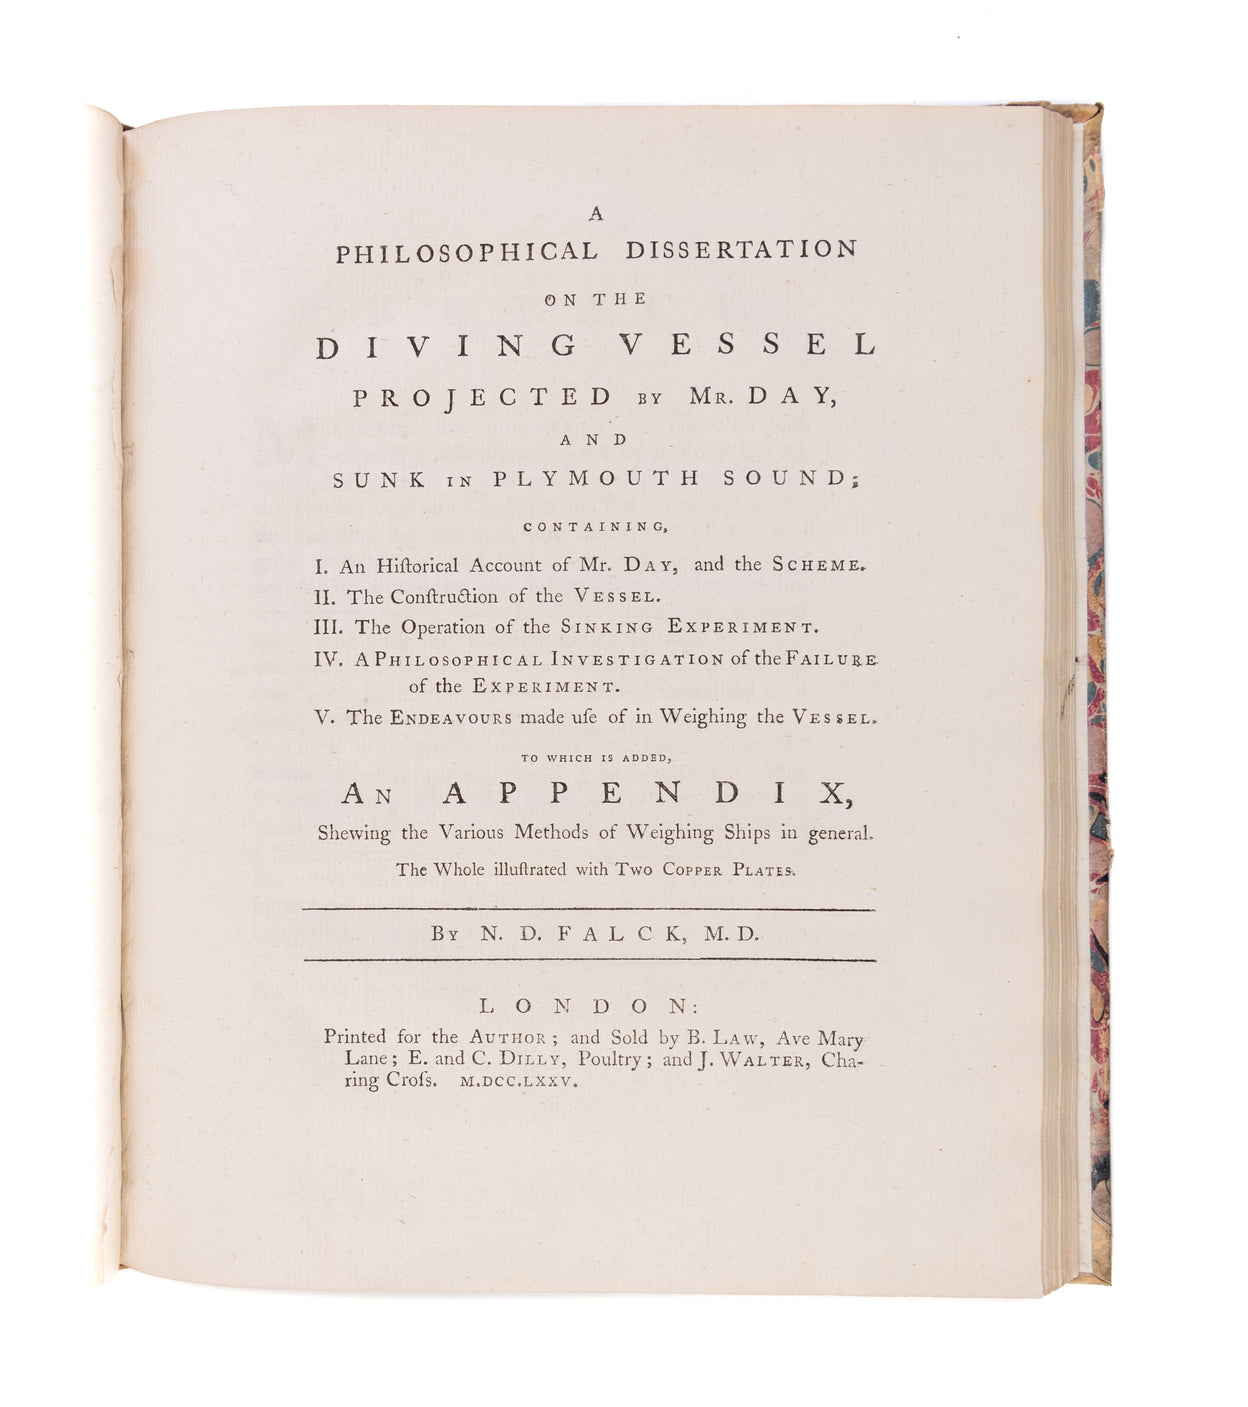 A
PHILOSOPHICAL DISSERTATION
ON THE
DIVING VESSEL
PROJECTED BY MR. DAY,
AND
SUNK IN PLYMOUTH SOUND;
CONTAINING,
I. An Hiſtorical Account of Mr. DAY, and the SCHEME.
II. The Conſtruction of the VESSEL.
III. The Operation of the SINKING EXPERIMENT.
IV. A PHILOSOPHICAL INVESTIGATION of the FAILURE
of the EXPERIMENT.
V. The ENDEAVOURS made uſe of in Weighing the VESSEL.
TO WHICH IS ADDED,
AN APPENDIX,
Shewing the Various Methods of Weighing Ships in general.
The Whole illuſtrated with TWO COPPER PLATES.
BY N. D. FALCK, M. D.
LONDON:
Printed for the AUTHOR; and Sold by B. LAW, Ave Mary
Lane; E. and C. DILLY, Poultry; and J. WALTER, Cha-
ring Croſs. M.DCC.LXXV.